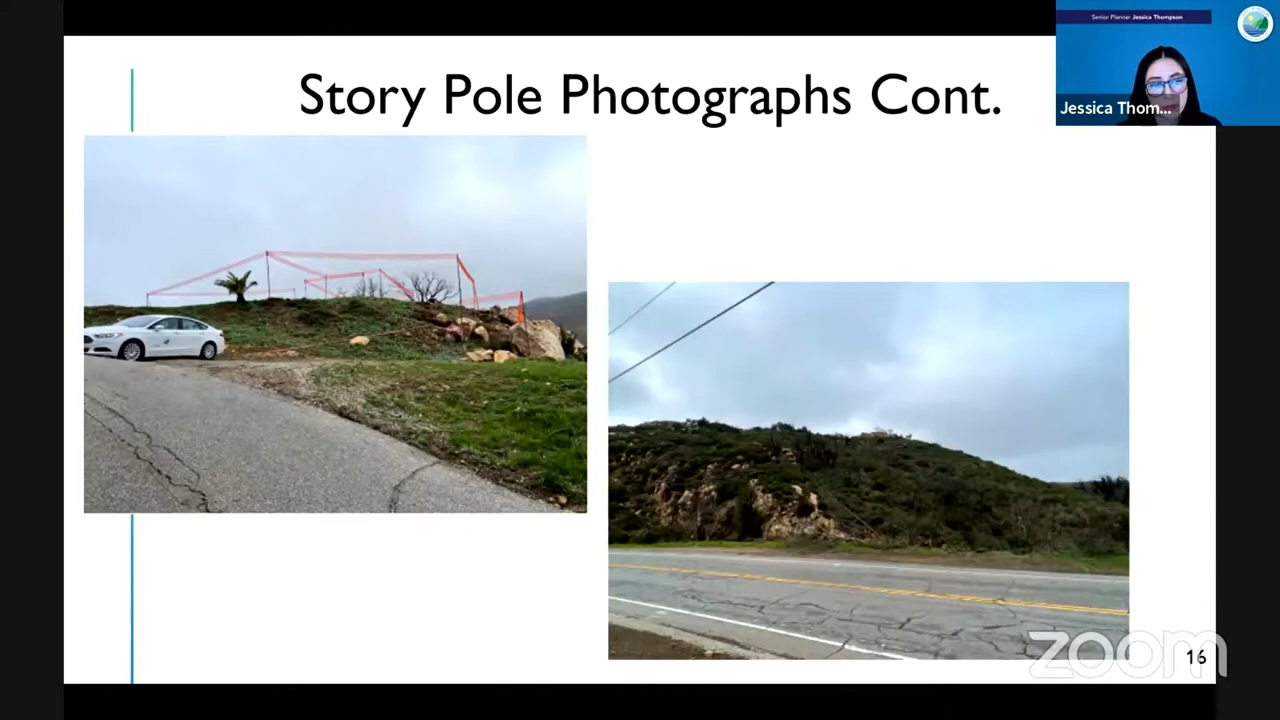 Senior Planner Jessica Thompson
Story Pole Photographs Cont.
Jessica Thom...
zoom
16